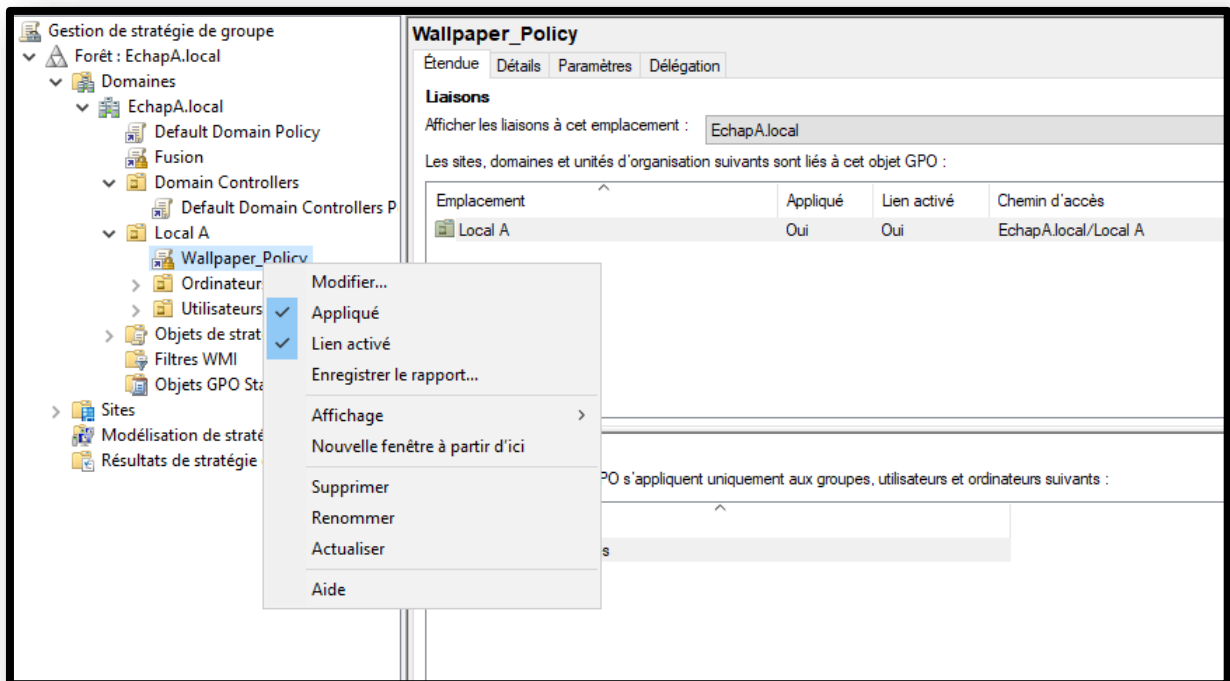 Gestion de stratégie de groupe
Forêt : EchapA.local
Domaines
EchapA.local
Default Domain Policy
Fusion
Domain Controllers
Default Domain Controllers P
Local A
Wallpaper_Policy
Ordinateur
Utilisateurs
Objets de strat
Filtres WMI
Objets GPO Sta
Sites
Modélisation de straté
Résultats de stratégie
Modifier...
Appliqué
Lien activé
Enregistrer le rapport...
Affichage
Nouvelle fenêtre à partir d'ici
Supprimer
Renommer
Actualiser
Aide
Wallpaper_Policy
Étendue Détails Paramètres Délégation
Liaisons
Afficher les liaisons à cet emplacement : EchapA.local
Les sites, domaines et unités d'organisation suivants sont liés à cet objet GPO :
Emplacement Appliqué Lien activé Chemin d'accès
Local A Oui Oui EchapA.local/Local A
PO s'appliquent uniquement aux groupes, utilisateurs et ordinateurs suivants :
s